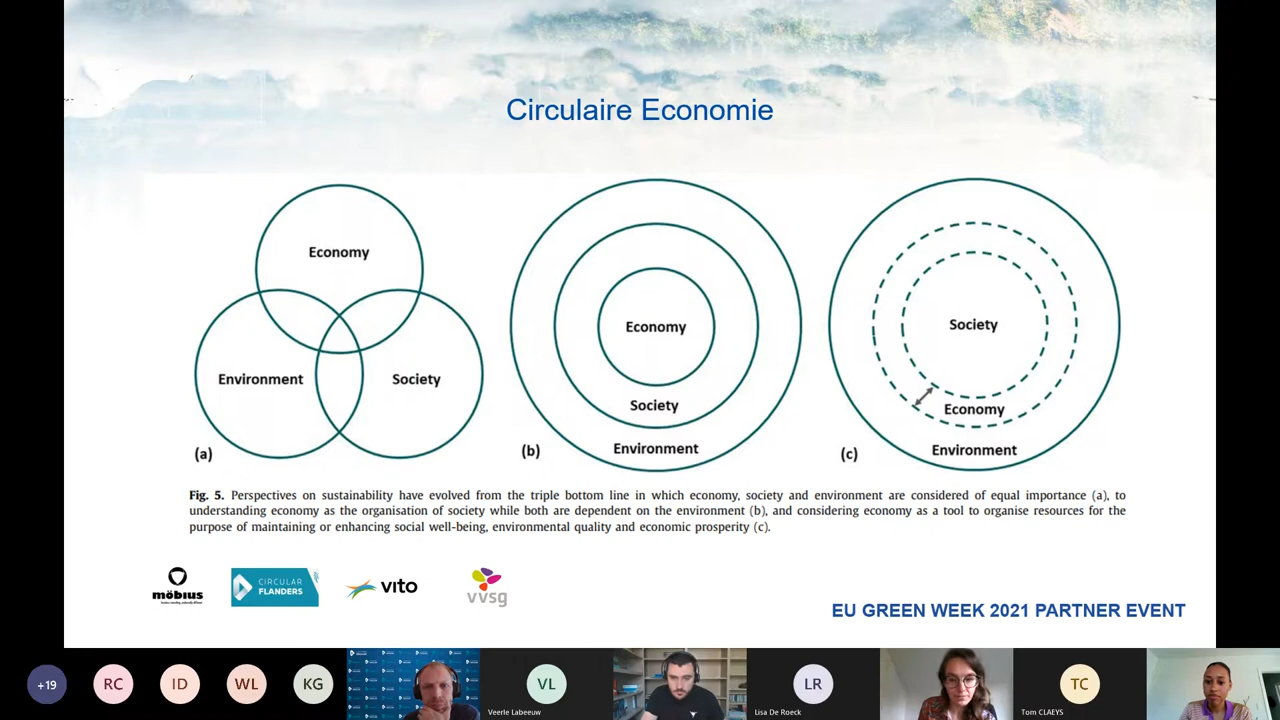 Circulaire Economie
Economy
Environment
Society
(a)
Economy
Society
Environment
(b)
Society
Economy
Environment
(c)
Fig. 5. Perspectives on sustainability have evolved from the triple bottom line in which economy, society and environment are considered of equal importance (a), to
understanding economy as the organisation of society while both are dependent on the environment (b), and considering economy as a tool to organise resources for the
purpose of maintaining or enhancing social well-being, environmental quality and economic prosperity (c).
möbius
CIRCULAR
FLANDERS
vito
vvsg
EU GREEN WEEK 2021 PARTNER EVENT
+19
RC
ID
WL
KG
VL
Veerle Labeeuw
LR
Lisa De Roeck
TC
Tom CLAEYS